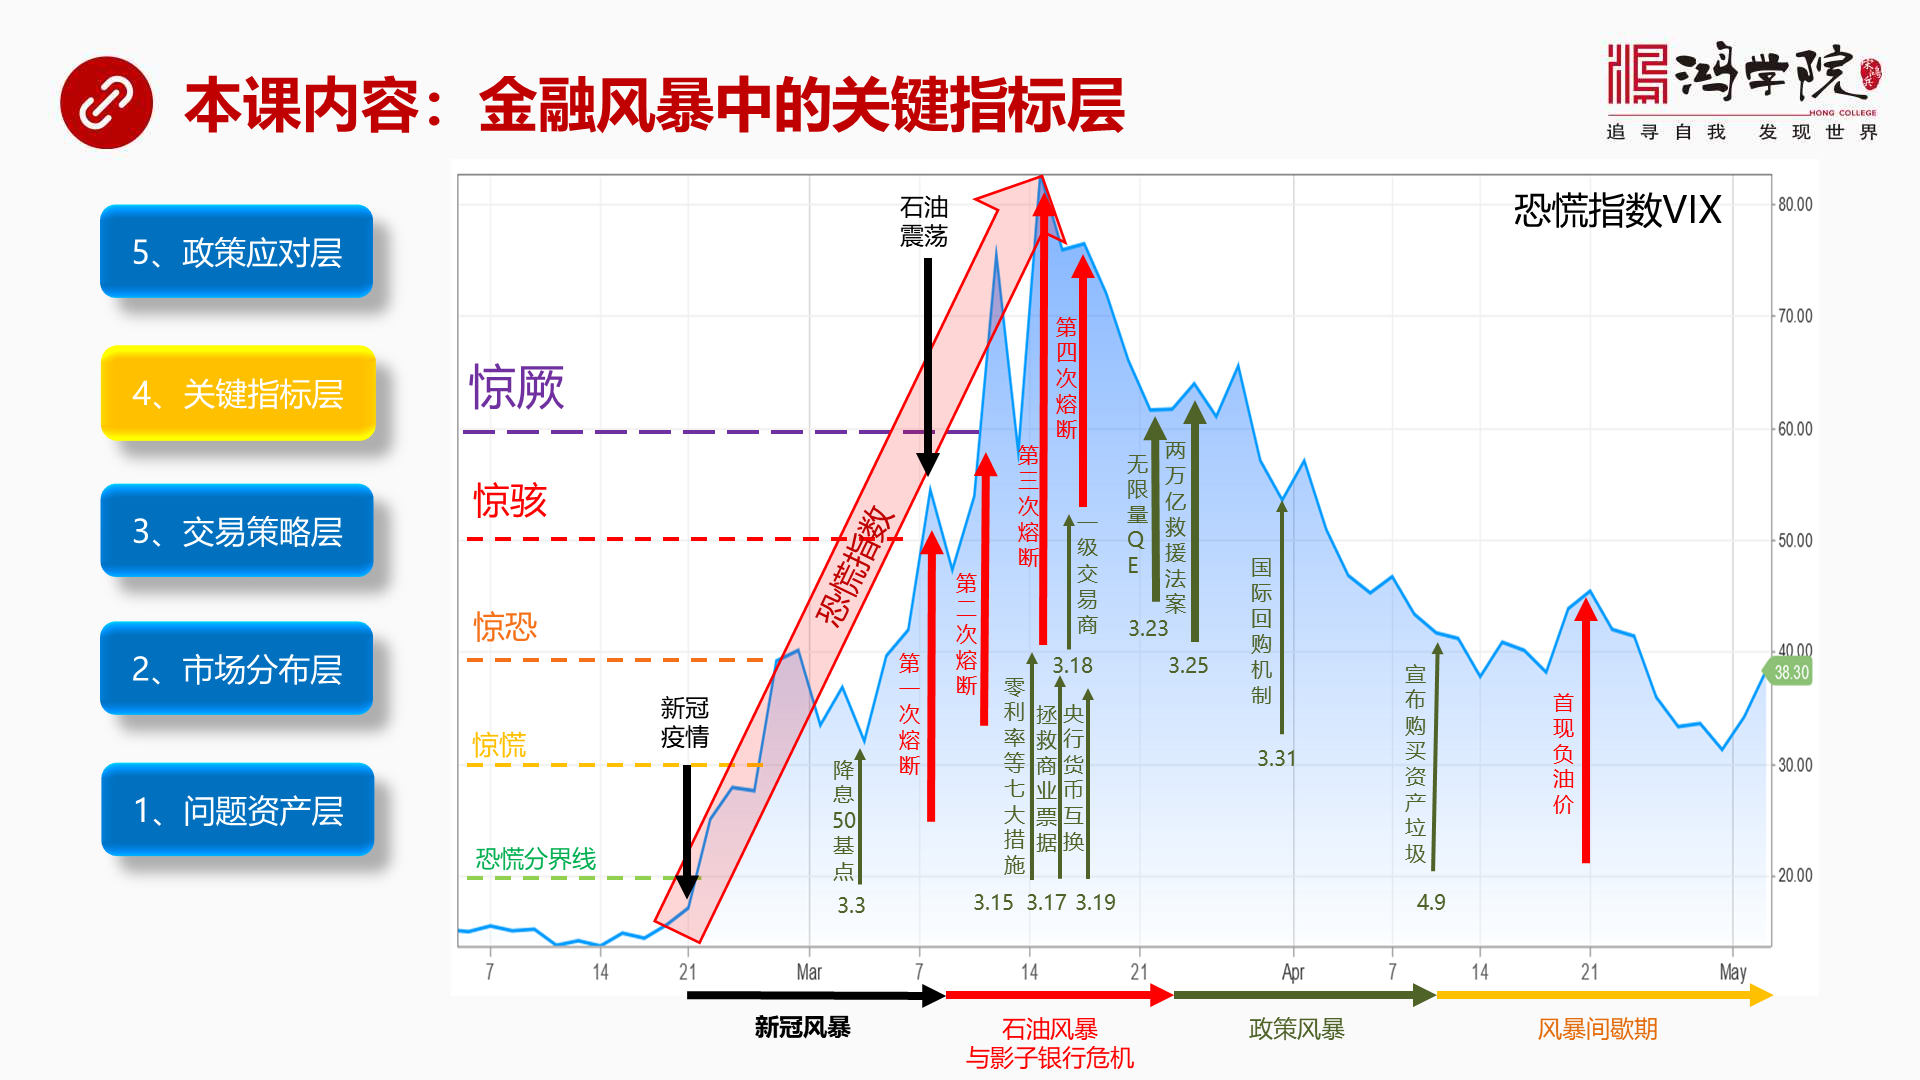 本课内容：金融风暴中的关键指标层
鸿学院
宋鸿兵
HONG COLLEGE
追寻自我 发现世界
5、政策应对层
4、关键指标层
3、交易策略层
2、市场分布层
1、问题资产层
恐慌指数VIX
石油
震荡
惊厥
惊骇
惊恐
惊慌
恐慌分界线
新冠
疫情
恐慌指数
降息50基点
3.3
第一次熔断
第二次熔断
第三次熔断
第四次熔断
零利率等七大措施
3.15
拯救商业票据
3.17
央行货币互换
3.19
一级交易商
3.18
无限量QE
3.23
两万亿救援法案
3.25
国际回购机制
3.31
宣布购买资产垃圾
4.9
首现负油价
80.00
70.00
60.00
50.00
40.00
38.30
30.00
20.00
7 14 21 Mar 7 14 21 Apr 7 14 21 May
新冠风暴
石油风暴
与影子银行危机
政策风暴
风暴间歇期